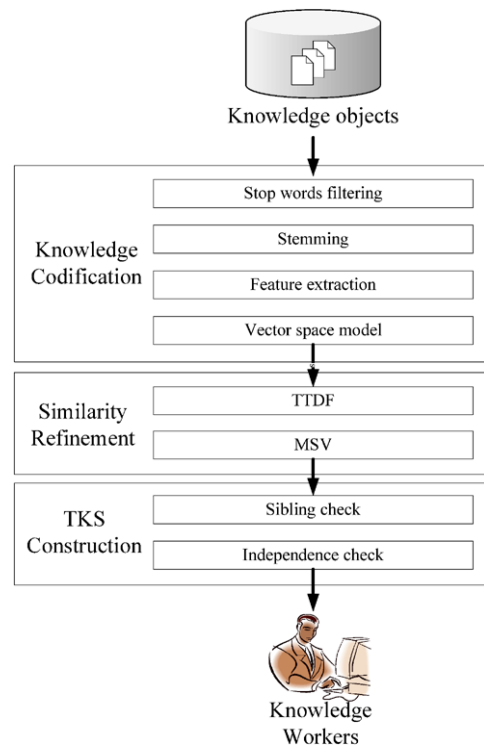 Knowledge objects
Knowledge
Codification
Stop words filtering
Stemming
Feature extraction
Vector space model
Similarity
Refinement
TTDF
MSV
TKS
Construction
Sibling check
Independence check
Knowledge
Workers